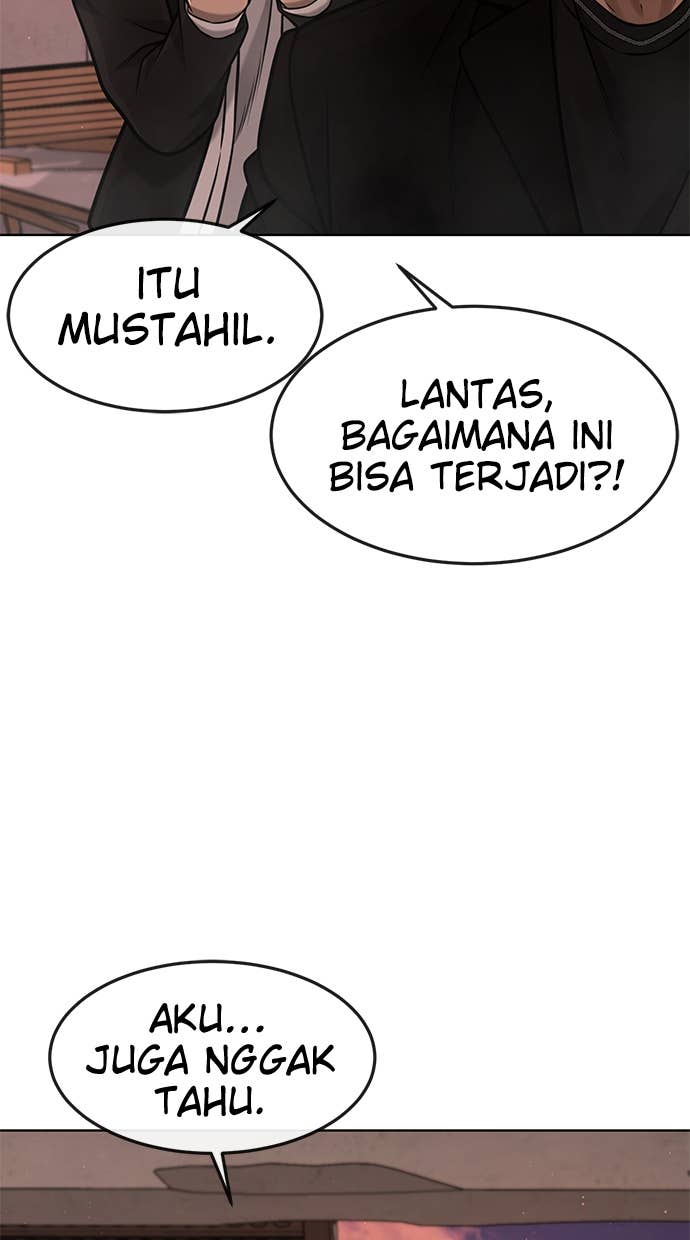 ITU
MUSTAHIL.
LANTAS,
BAGAIMANA INI
BISA TERJADI?!
AKU...
JUGA NGGAK
TAHU.